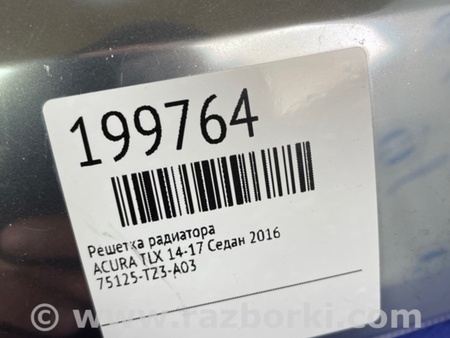 199764
Решетка радиатора
ACURA TLX 14-17 Седан 2016
75125-TZ3-A03
© www.razborki.com